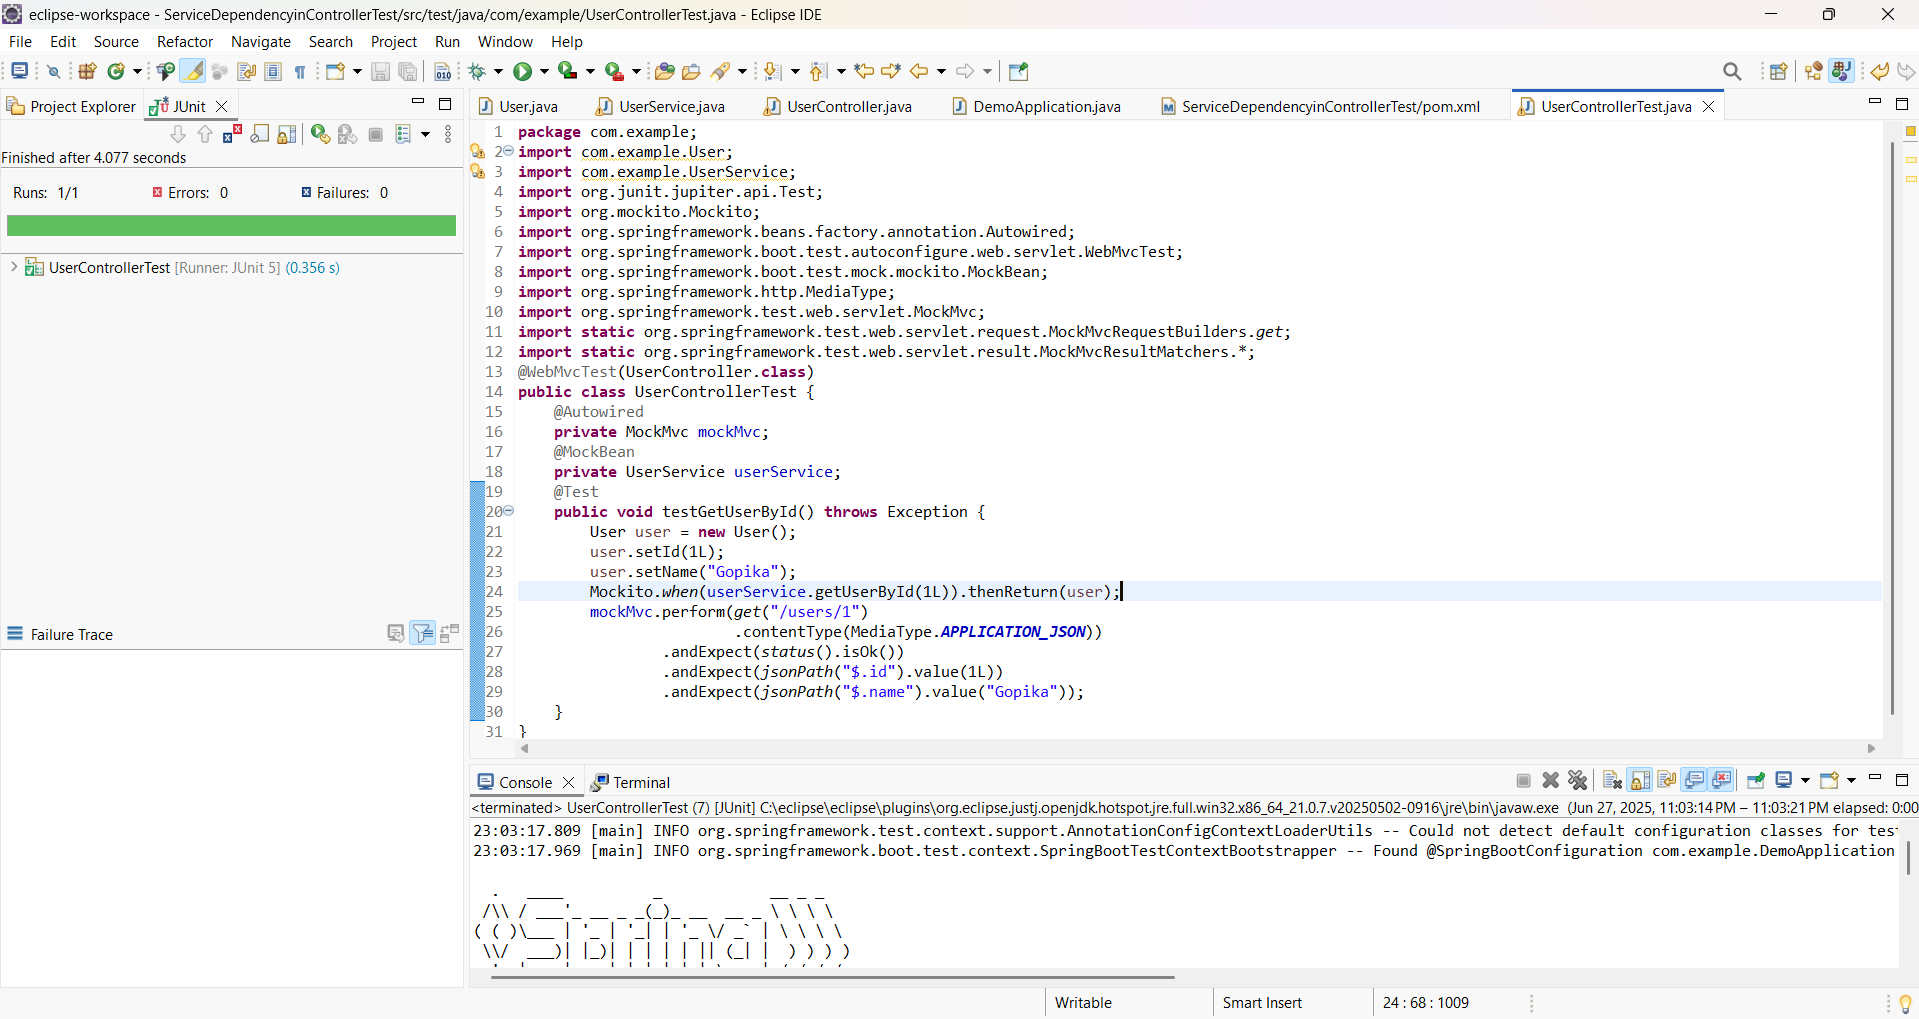 eclipse-workspace - ServiceDependencyinControllerTest/src/test/java/com/example/UserControllerTest.java - Eclipse IDE
File Edit Source Refactor Navigate Search Project Run Window Help
Project Explorer JUnit
Finished after 4.077 seconds
Runs: 1/1 Errors: 0 Failures: 0
UserControllerTest [Runner: JUnit 5] (0.356 s)
Failure Trace
User.java UserService.java UserController.java DemoApplication.java ServiceDependencyinControllerTest/pom.xml UserControllerTest.java
1 package com.example;
2 import com.example.User;
3 import com.example.UserService;
4 import org.junit.jupiter.api.Test;
5 import org.mockito.Mockito;
6 import org.springframework.beans.factory.annotation.Autowired;
7 import org.springframework.boot.test.autoconfigure.web.servlet.WebMvcTest;
8 import org.springframework.boot.test.mock.mockito.MockBean;
9 import org.springframework.http.MediaType;
10 import org.springframework.test.web.servlet.MockMvc;
11 import static org.springframework.test.web.servlet.request.MockMvcRequestBuilders.get;
12 import static org.springframework.test.web.servlet.result.MockMvcResultMatchers.*;
13 @WebMvcTest(UserController.class)
14 public class UserControllerTest {
15     @Autowired
16     private MockMvc mockMvc;
17     @MockBean
18     private UserService userService;
19     @Test
20     public void testGetUserById() throws Exception {
21         User user = new User();
22         user.setId(1L);
23         user.setName("Gopika");
24         Mockito.when(userService.getUserById(1L)).thenReturn(user);
25         mockMvc.perform(get("/users/1")
26                         .contentType(MediaType.APPLICATION_JSON))
27                 .andExpect(status().isOk())
28                 .andExpect(jsonPath("$.id").value(1L))
29                 .andExpect(jsonPath("$.name").value("Gopika"));
30     }
31 }
Console Terminal
<terminated> UserControllerTest (7) [JUnit] C:\eclipse\eclipse\plugins\org.eclipse.justj.openjdk.hotspot.jre.full.win32.x86_64_21.0.7.v20250502-0916\jre\bin\javaw.exe (Jun 27, 2025, 11:03:14 PM – 11:03:21 PM elapsed: 0:00
23:03:17.809 [main] INFO org.springframework.test.context.support.AnnotationConfigContextLoaderUtils -- Could not detect default configuration classes for tes
23:03:17.969 [main] INFO org.springframework.boot.test.context.SpringBootTestContextBootstrapper -- Found @SpringBootConfiguration com.example.DemoApplication
Writable Smart Insert 24 : 68 : 1009